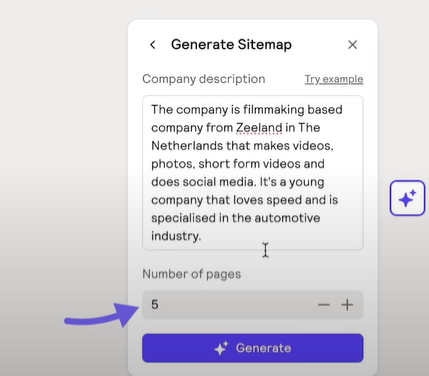 Generate Sitemap
Company description
Try example
The company is filmmaking based
company from Zeeland in The
Netherlands that makes videos,
photos, short form videos and
does social media. It's a young
company that loves speed and is
specialised in the automotive
industry.
Number of pages
5
Generate